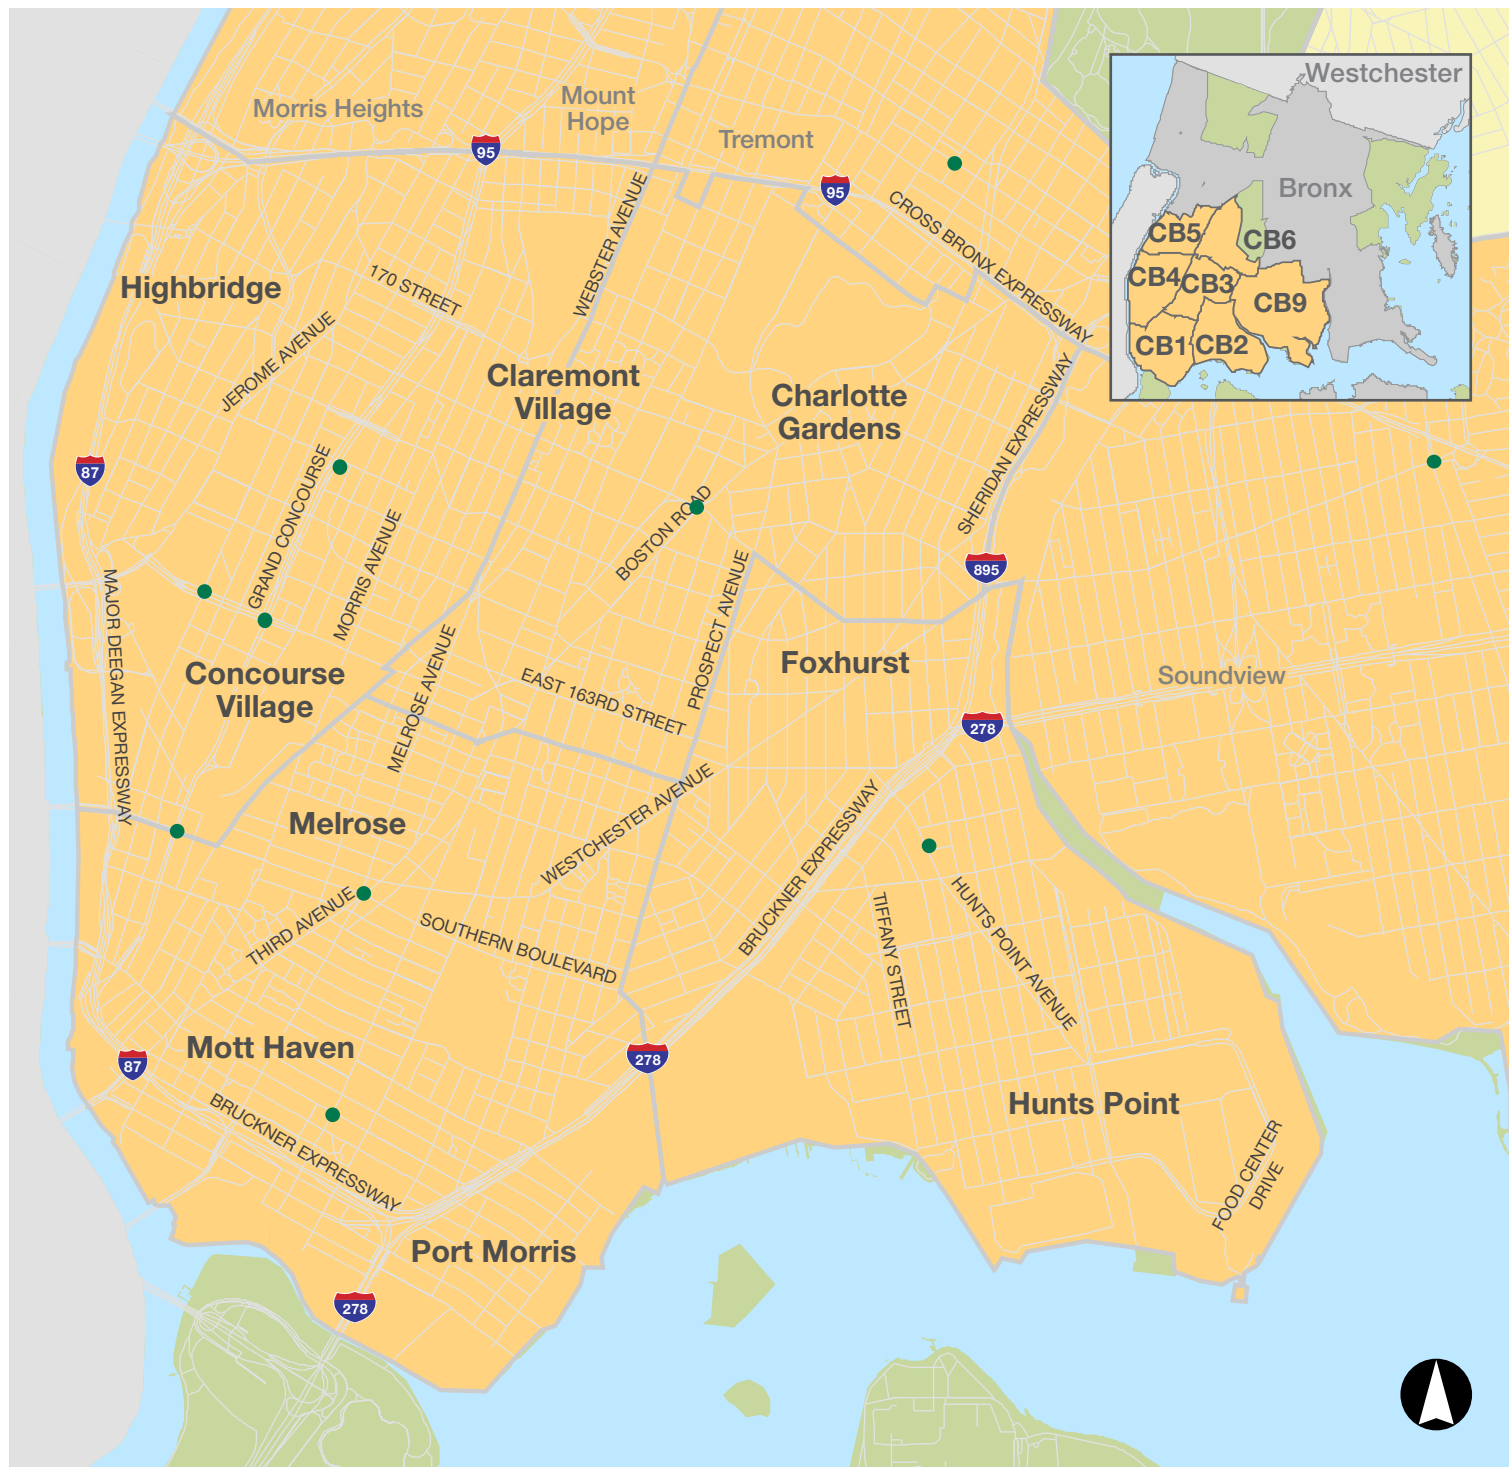 Westchester
Bronx
CB5
CB6
CB4
CB3
CB9
CB1
CB2
Morris Heights
Mount
Hope
Tremont
95
95
CROSS BRONX EXPRESSWAY
WEBSTER AVENUE
Highbridge
170 STREET
JEROME AVENUE
Claremont
Village
Charlotte
Gardens
SHERIDAN EXPRESSWAY
87
GRAND CONCOURSE
MORRIS AVENUE
BOSTON ROAD
PROSPECT AVENUE
895
MAJOR DEEGAN EXPRESSWAY
Concourse
Village
MELROSE AVENUE
EAST 163RD STREET
Foxhurst
Soundview
278
Melrose
WESTCHESTER AVENUE
BRUCKNER EXPRESSWAY
THIRD AVENUE
SOUTHERN BOULEVARD
TIFFANY STREET
HUNTS POINT AVENUE
Mott Haven
87
278
Hunts Point
BRUCKNER EXPRESSWAY
FOOD CENTER
DRIVE
Port Morris
278